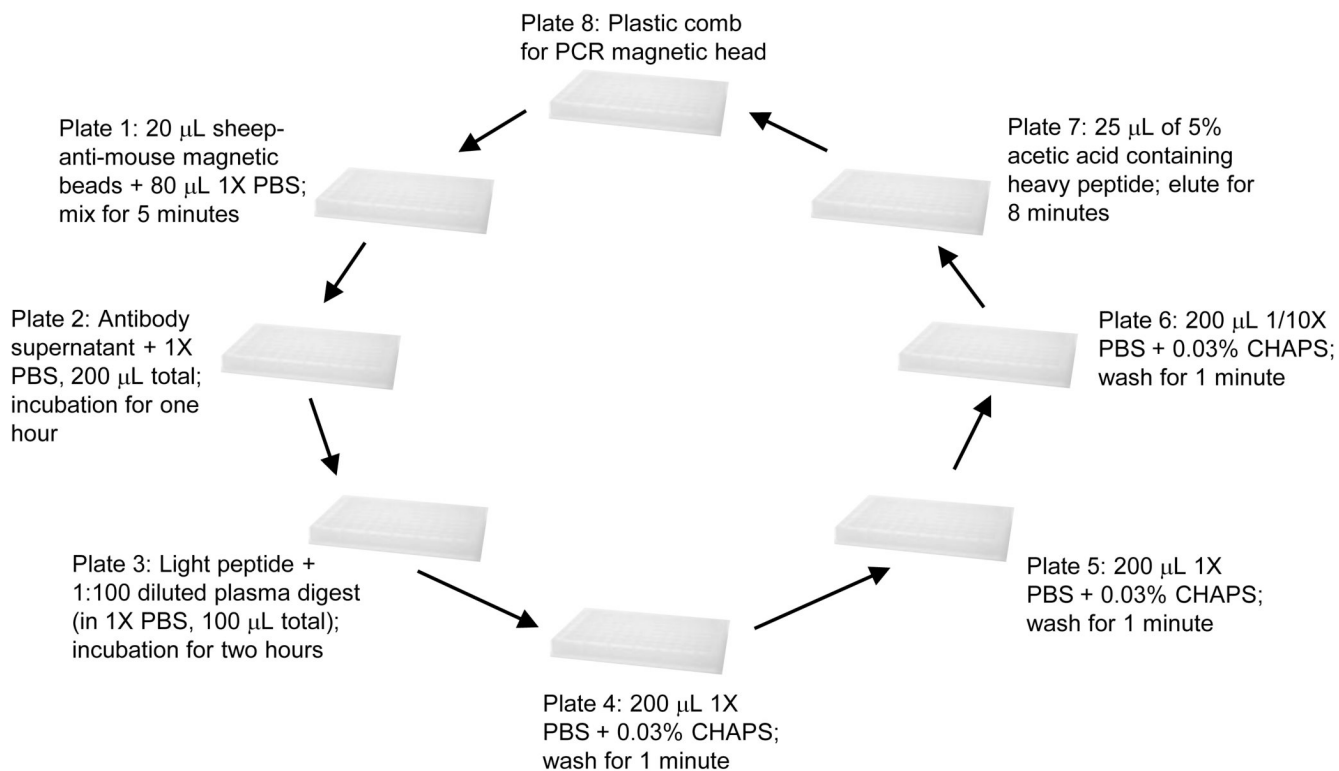 Plate 8: Plastic comb
for PCR magnetic head
Plate 1: 20 μL sheep-
anti-mouse magnetic
beads + 80 μL 1X PBS;
mix for 5 minutes
Plate 2: Antibody
supernatant + 1X
PBS, 200 μL total;
incubation for one
hour
Plate 3: Light peptide +
1:100 diluted plasma digest
(in 1X PBS, 100 μL total);
incubation for two hours
Plate 4: 200 μL 1X
PBS + 0.03% CHAPS;
wash for 1 minute
Plate 5: 200 μL 1X
PBS + 0.03% CHAPS;
wash for 1 minute
Plate 6: 200 μL 1/10X
PBS + 0.03% CHAPS;
wash for 1 minute
Plate 7: 25 μL of 5%
acetic acid containing
heavy peptide; elute for
8 minutes